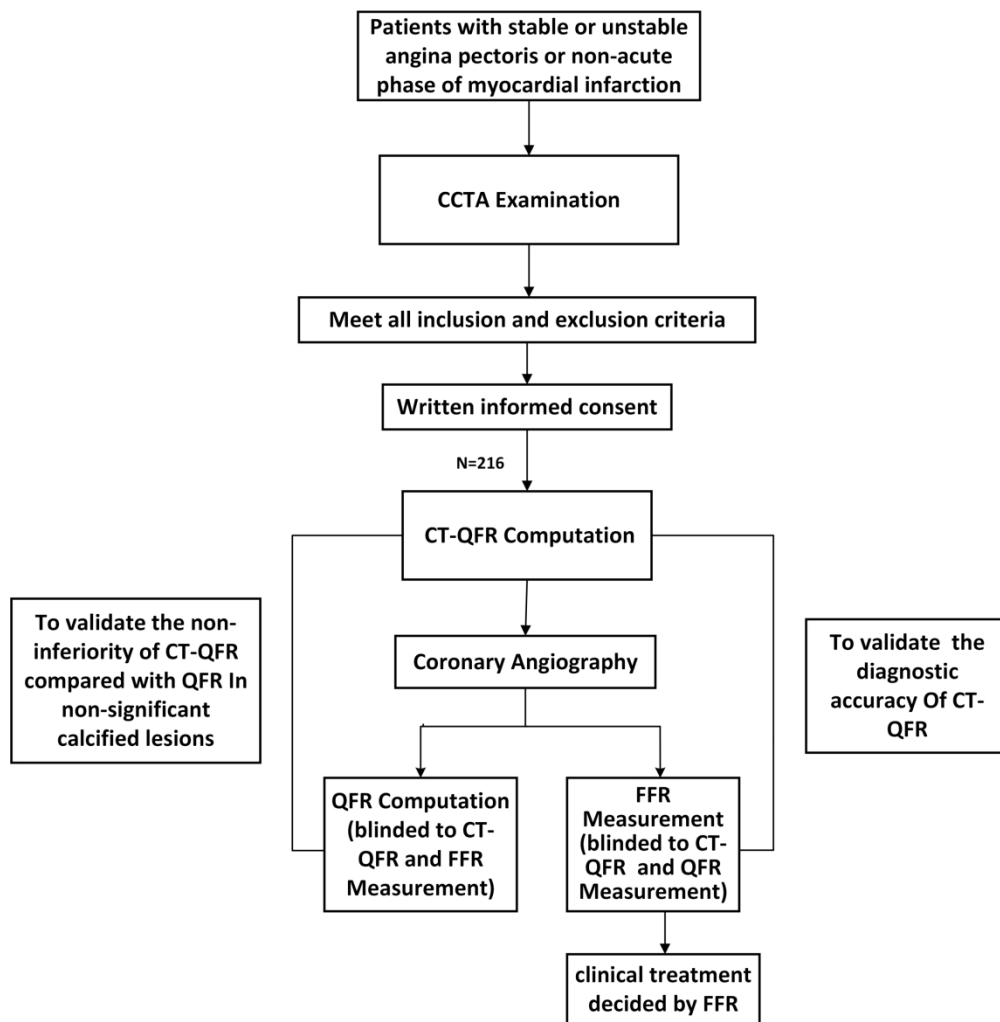 Patients with stable or unstable
angina pectoris or non-acute
phase of myocardial infarction
CCTA Examination
Meet all inclusion and exclusion criteria
Written informed consent
N=216
CT-QFR Computation
To validate the non-
inferiority of CT-QFR
compared with QFR In
non-significant
calcified lesions
Coronary Angiography
To validate the
diagnostic
accuracy Of CT-
QFR
QFR Computation
(blinded to CT-
QFR and FFR
Measurement)
FFR
Measurement
(blinded to CT-
QFR and QFR
Measurement)
clinical treatment
decided by FFR